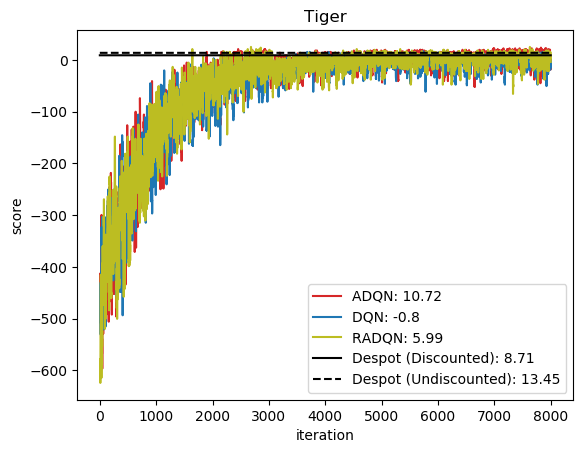 Tiger
score
0
−100
−200
−300
−400
−500
−600
ADQN: 10.72
DQN: -0.8
RADQN: 5.99
Despot (Discounted): 8.71
Despot (Undiscounted): 13.45
0 1000 2000 3000 4000 5000 6000 7000 8000
iteration